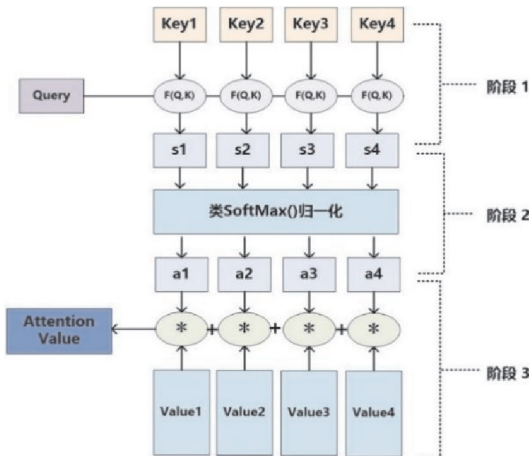 Key1 Key2 Key3 Key4
阶段 1
Query F(Q,K) F(Q,K) F(Q,K) F(Q,K)
s1 s2 s3 s4
类SoftMax()归一化
阶段 2
a1 a2 a3 a4
Attention
Value
* + * + * + *
阶段 3
Value1 Value2 Value3 Value4